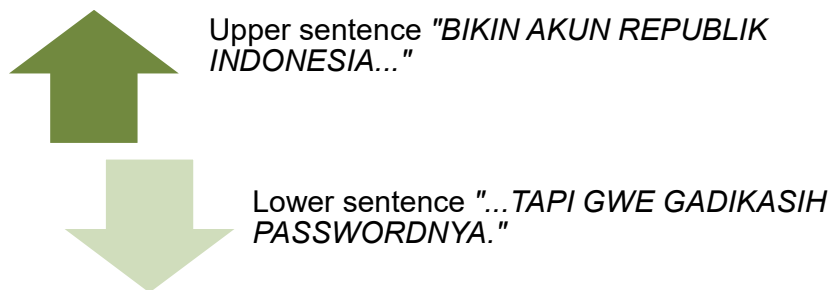 Upper sentence "BIKIN AKUN REPUBLIK
INDONESIA..."
Lower sentence "...TAPI GWE GADIKASIH
PASSWORDNYA."